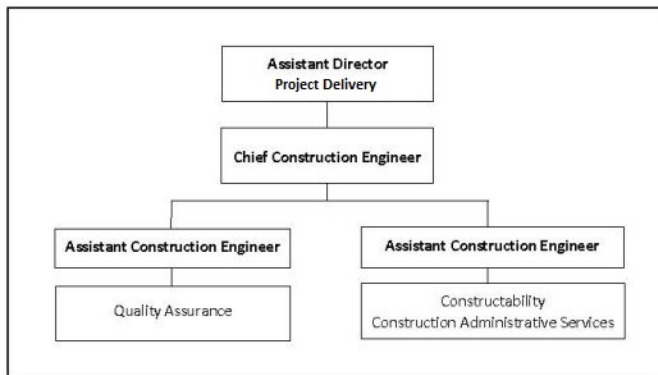 Assistant Director
Project Delivery
Chief Construction Engineer
Assistant Construction Engineer
Assistant Construction Engineer
Quality Assurance
Constructability
Construction Administrative Services